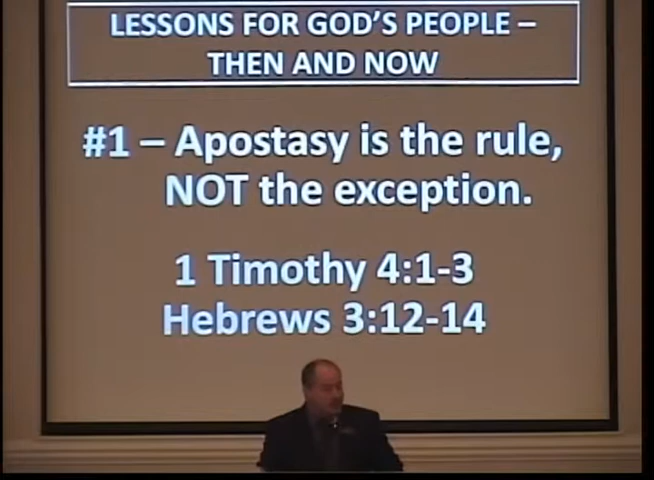 LESSONS FOR GOD'S PEOPLE –
THEN AND NOW
#1 – Apostasy is the rule,
NOT the exception.
1 Timothy 4:1-3
Hebrews 3:12-14